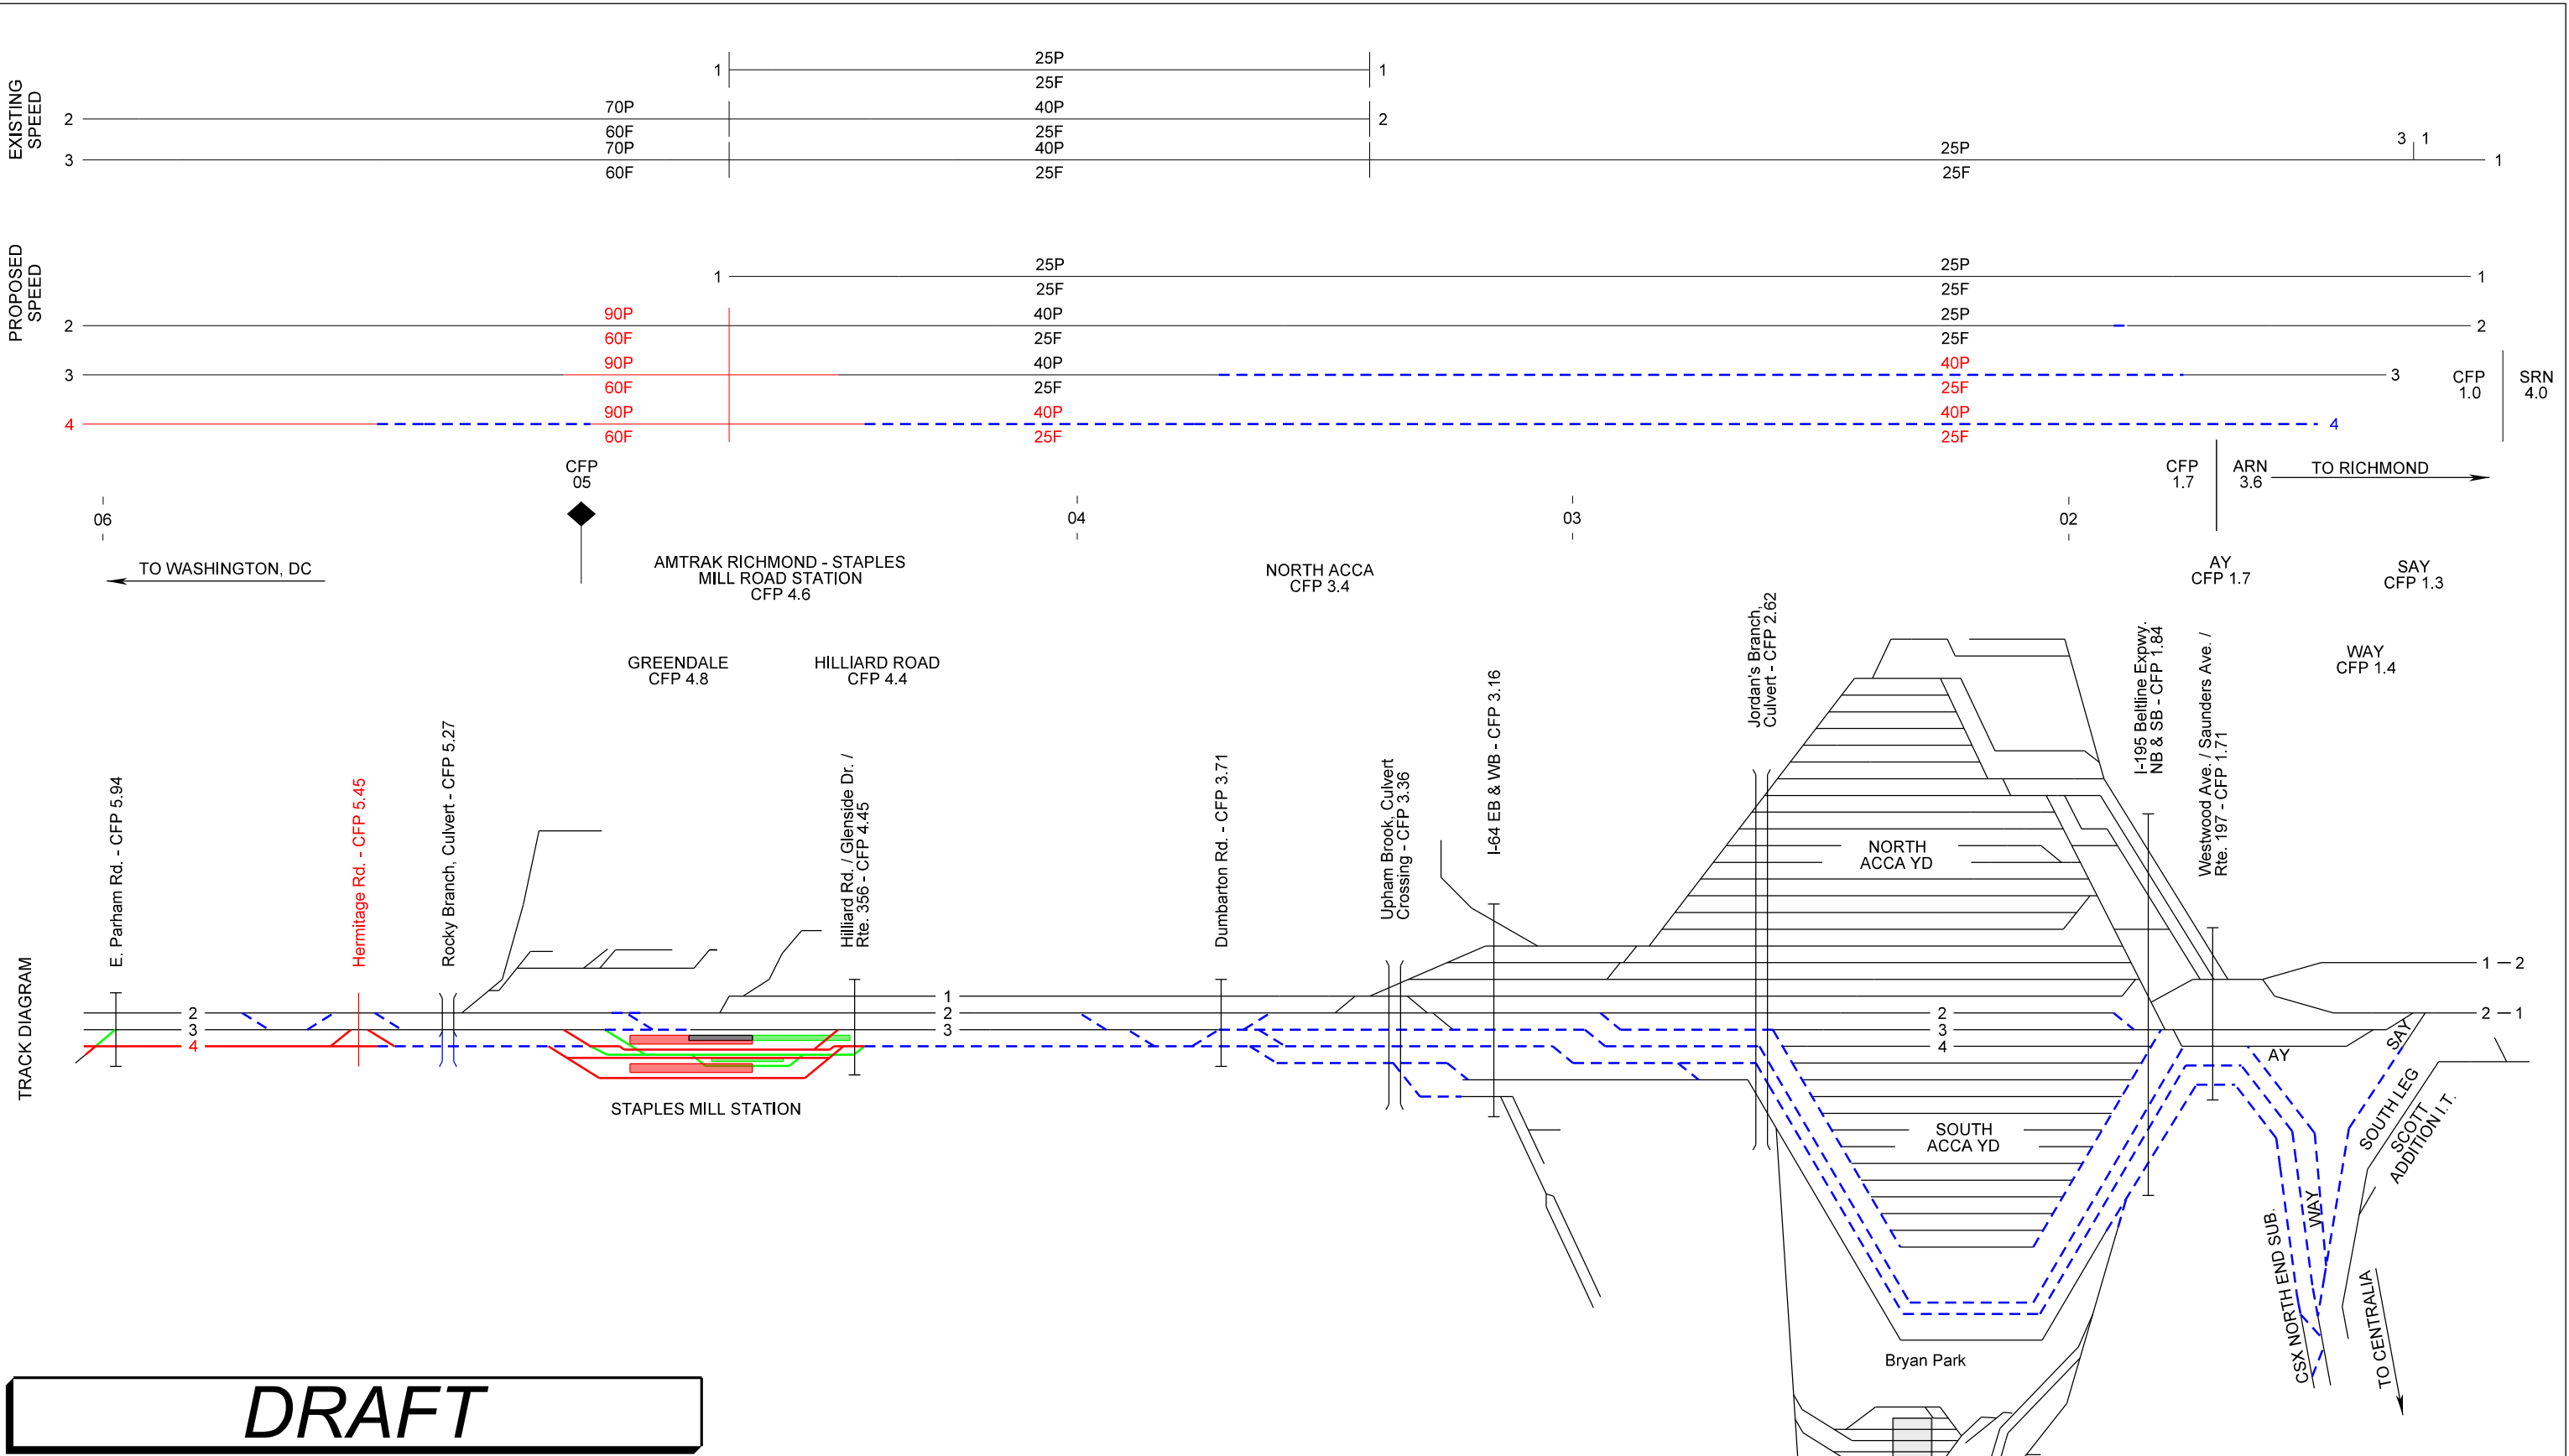 EXISTING
SPEED
1
25P
25F
1
2
70P
60F
40P
25F
2
3
70P
60F
40P
25F
25P
25F
3
1
1
PROPOSED
SPEED
1
25P
25F
25P
25F
1
2
90P
60F
40P
25F
25P
25F
2
3
90P
60F
40P
25F
40P
25F
3
4
90P
60F
40P
25F
40P
25F
4
CFP
1.0
SRN
4.0
CFP
05
CFP
1.7
ARN
3.6
TO RICHMOND
06
04
03
02
TO WASHINGTON, DC
AMTRAK RICHMOND - STAPLES
MILL ROAD STATION
CFP 4.6
NORTH ACCA
CFP 3.4
AY
CFP 1.7
SAY
CFP 1.3
GREENDALE
CFP 4.8
HILLIARD ROAD
CFP 4.4
WAY
CFP 1.4
TRACK DIAGRAM
E. Parham Rd. - CFP 5.94
Hermitage Rd. - CFP 5.45
Rocky Branch, Culvert - CFP 5.27
Hilliard Rd. / Glenside Dr. /
Rte. 356 - CFP 4.45
Dumbarton Rd. - CFP 3.71
Upham Brook, Culvert
Crossing - CFP 3.36
I-64 EB & WB - CFP 3.16
Jordan's Branch,
Culvert - CFP 2.62
I-195 Beltline Expwy.
NB & SB - CFP 1.84
Westwood Ave. / Saunders Ave. /
Rte. 197 - CFP 1.71
NORTH
ACCA YD
1
1 2
2
2
2
2 1
3
3
3
4
4
AY
SAY
STAPLES MILL STATION
SOUTH
ACCA YD
SOUTH LEG
SCOTT
ADDITION I.T.
WAY
CSX NORTH END SUB.
TO CENTRALIA
Bryan Park
DRAFT